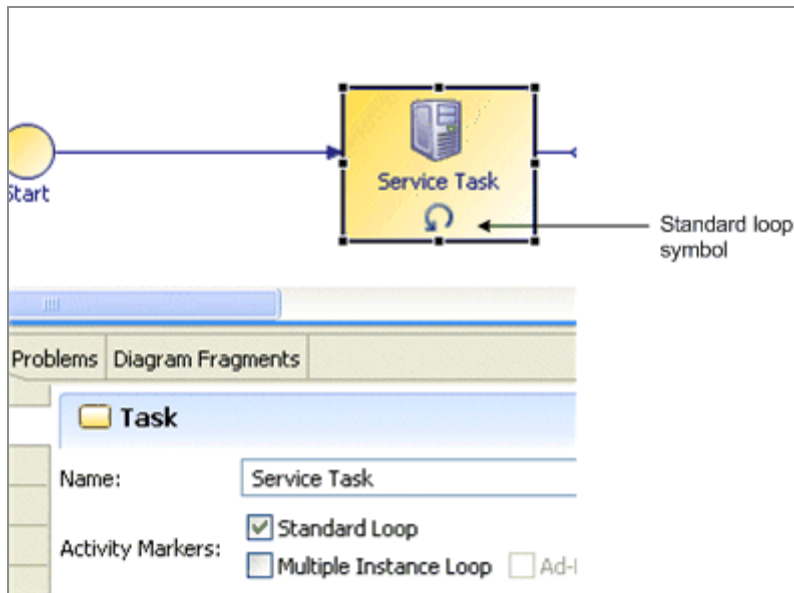 Start
Service Task
Standard loop
symbol
Problems Diagram Fragments
Task
Name: Service Task
Activity Markers:
Standard Loop
Multiple Instance Loop